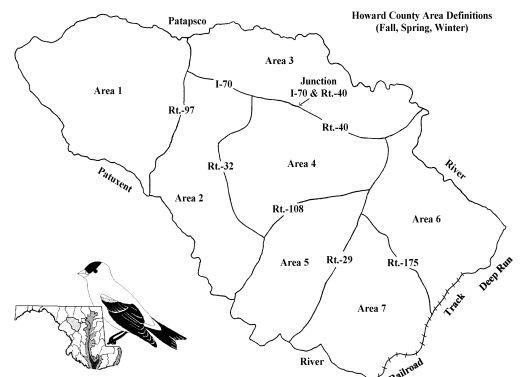 Howard County Area Definitions
(Fall, Spring, Winter)
Patapsco
Area 3
I-70
Junction
I-70 & Rt.-40
Area 1
Rt.-97
Rt.-40
Patuxent
Rt.-32
Area 4
River
Area 2
Rt.-108
Area 6
Area 5
Rt.-29
Rt.-175
Deep Run
Track
Area 7
River
Railroad